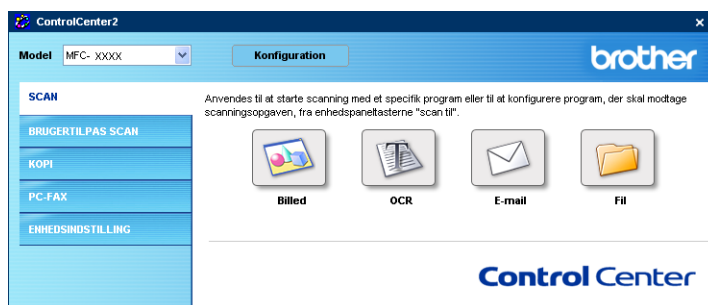 ControlCenter2
Model MFC- XXXX Konfiguration brother
SCAN
BRUGERTILPAS SCAN
KOPI
PC-FAX
ENHEDSINDSTILLING
Anvendes til at starte scanning med et specifik program eller til at konfigurere program, der skal modtage
scanningsopgaven, fra enhedspaneltasterne "scan til".
Billed OCR E-mail Fil
Control Center